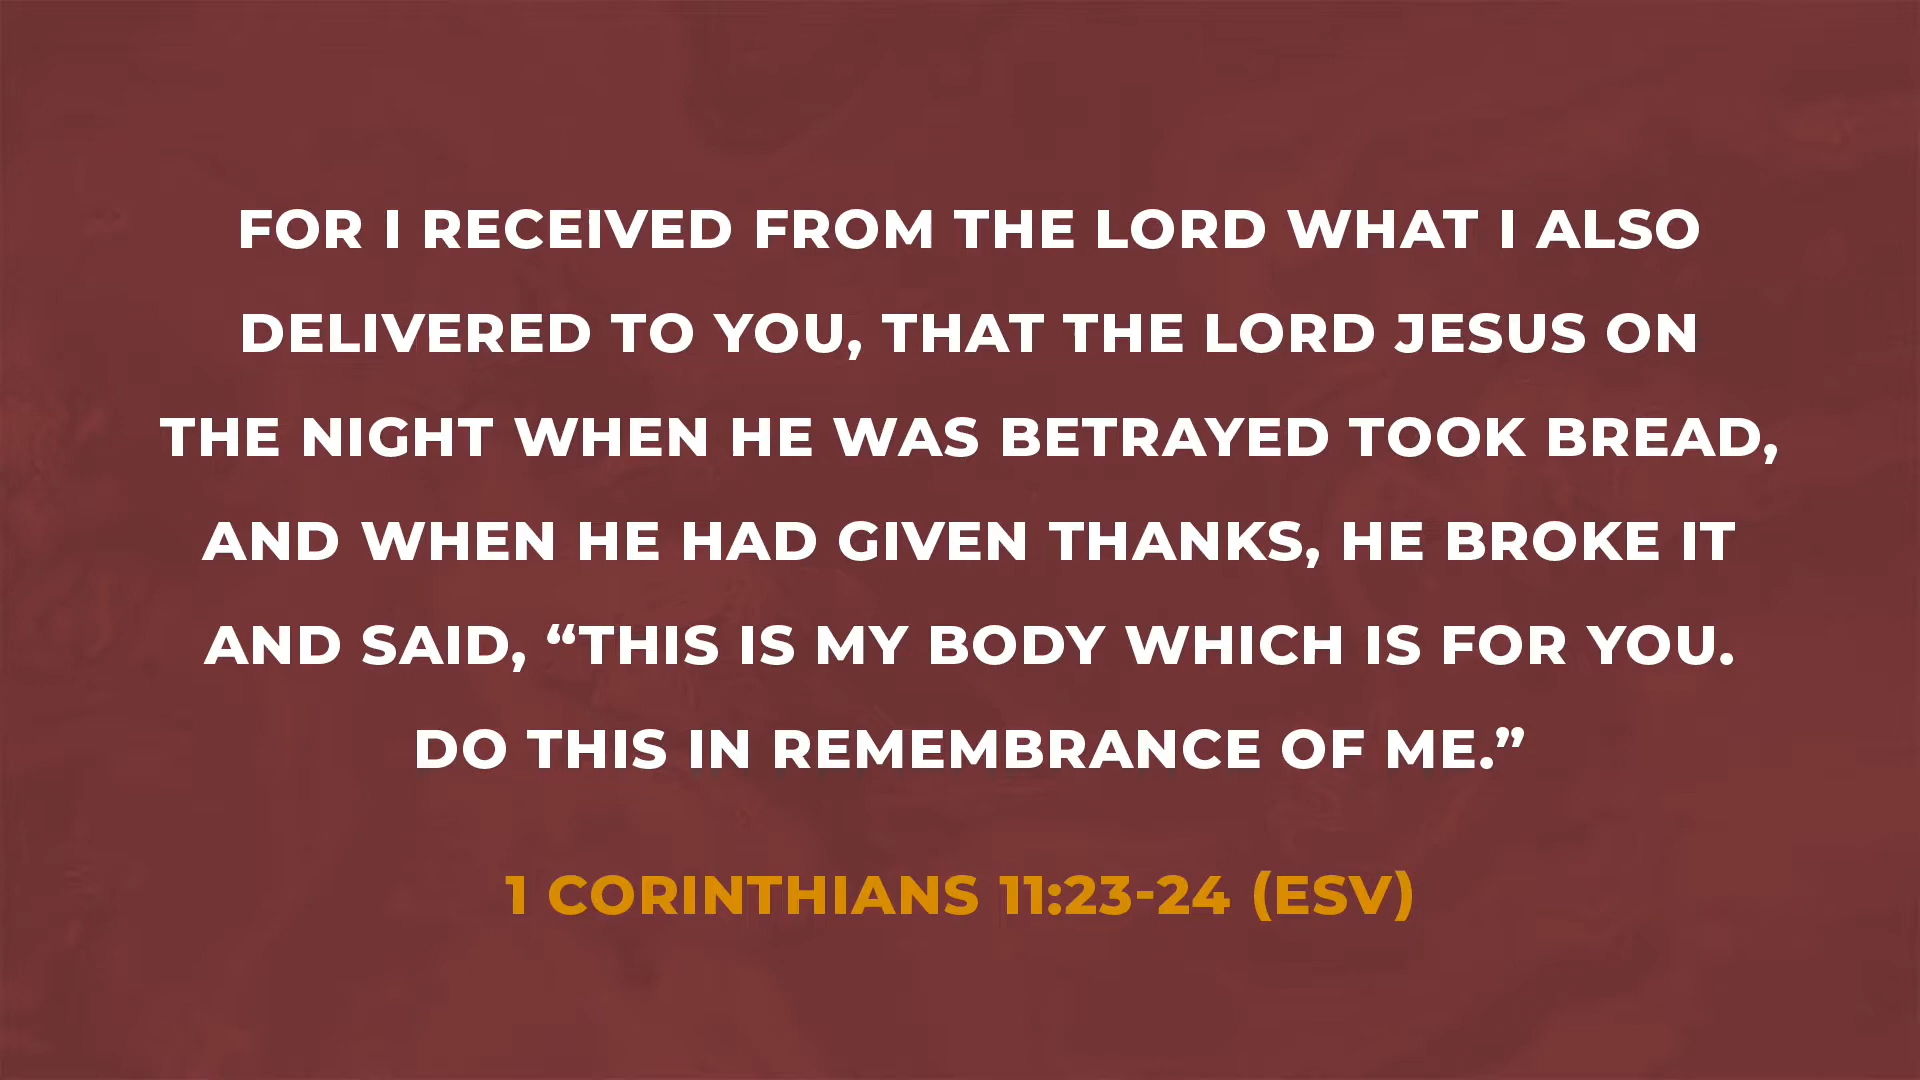 FOR I RECEIVED FROM THE LORD WHAT I ALSO
DELIVERED TO YOU, THAT THE LORD JESUS ON
THE NIGHT WHEN HE WAS BETRAYED TOOK BREAD,
AND WHEN HE HAD GIVEN THANKS, HE BROKE IT
AND SAID, “THIS IS MY BODY WHICH IS FOR YOU.
DO THIS IN REMEMBRANCE OF ME.”
1 CORINTHIANS 11:23-24 (ESV)